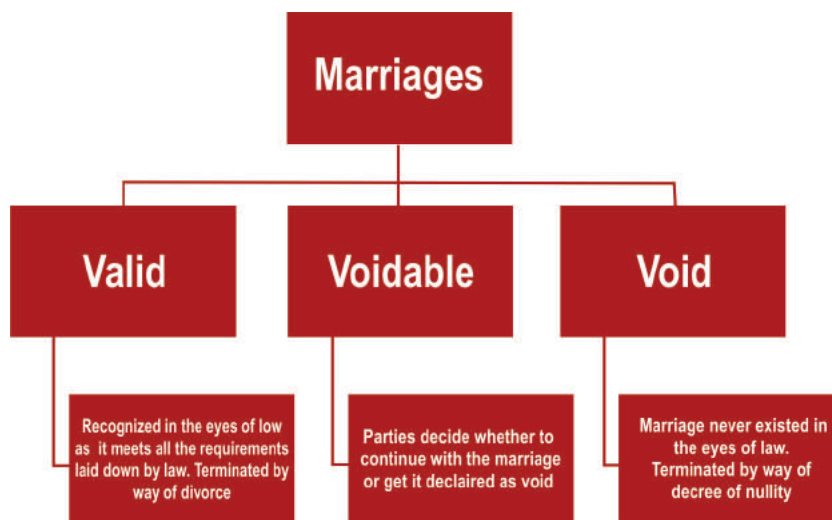 Marriages
Valid
Voidable
Void
Recognized in the eyes of low
as it meets all the requirements
laid down by law. Terminated by
way of divorce
Parties decide whether to
continue with the marriage
or get it declaired as void
Marriage never existed in
the eyes of law.
Terminated by way of
decree of nullity